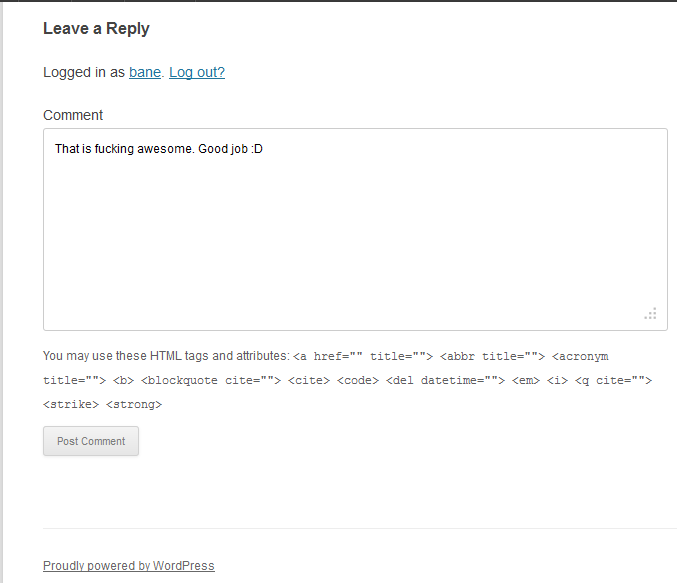 Leave a Reply
Logged in as bane. Log out?
Comment
That is fucking awesome. Good job :D
You may use these HTML tags and attributes: <a href="" title=""> <abbr title=""> <acronym
title=""> <b> <blockquote cite=""> <cite> <code> <del datetime=""> <em> <i> <q cite="">
<strike> <strong>
Post Comment
Proudly powered by WordPress